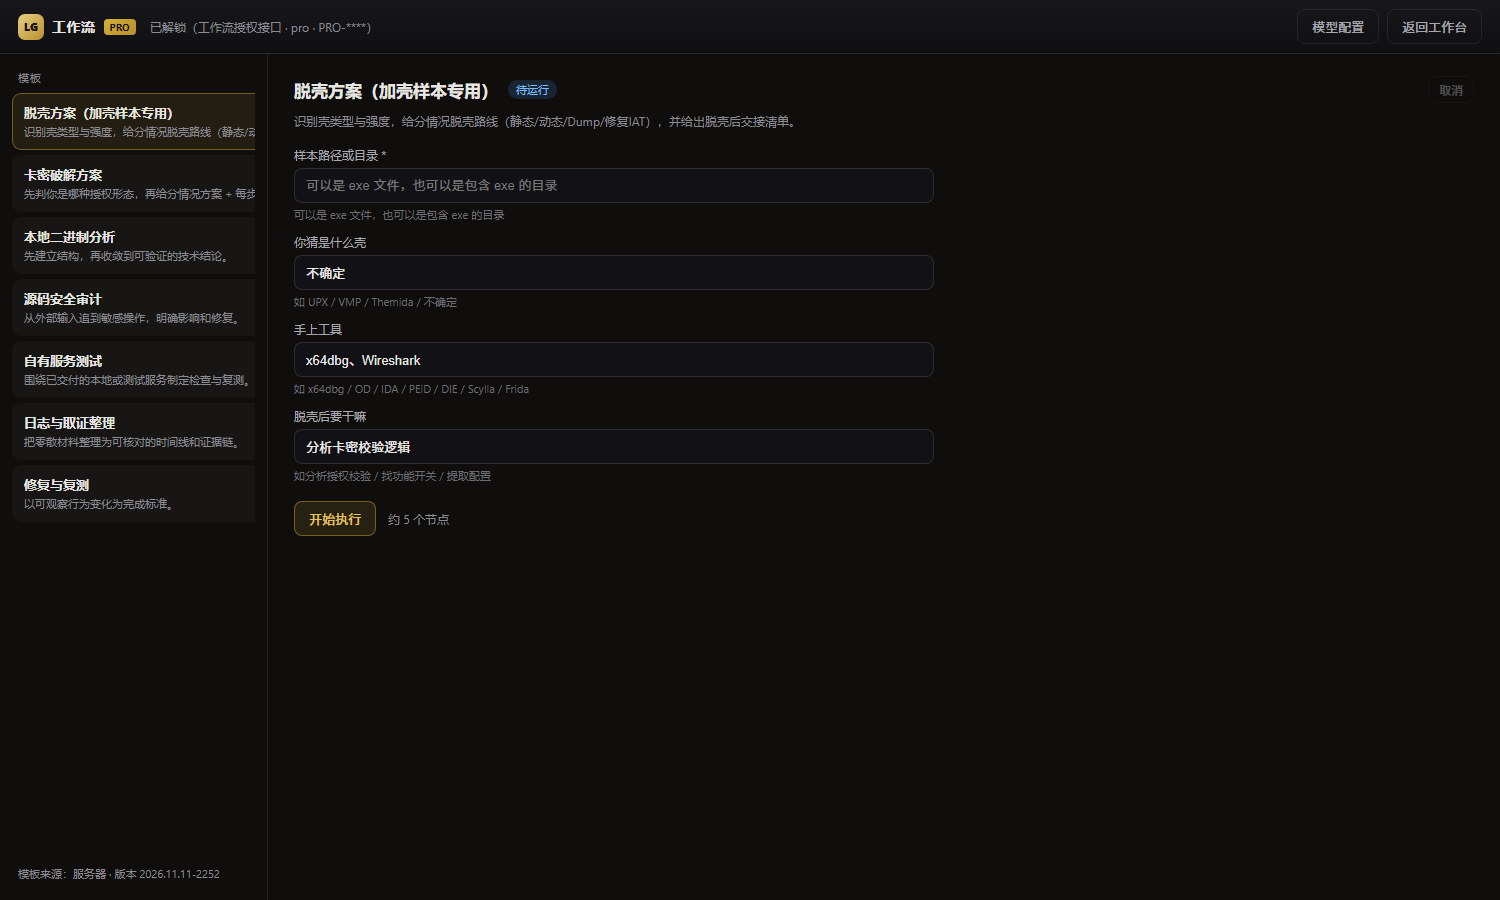 LG 工作流 PRO 已解锁（工作流授权接口 · pro · PRO-****） 模型配置 返回工作台
模板
脱壳方案（加壳样本专用）
识别壳类型与强度，给分情况脱壳路线（静态/
卡密破解方案
先判你是哪种授权形态，再给分情况方案 + 每步
本地二进制分析
先建立结构，再收敛到可验证的技术结论。
源码安全审计
从外部输入追到敏感操作，明确影响和修复。
自有服务测试
围绕已交付的本地或测试服务制定检查与复测。
日志与取证整理
把零散材料整理为可核对的时间线和证据链。
修复与复测
以可观察行为变化为完成标准。
模板来源：服务器 · 版本 2026.11.11-2252
脱壳方案（加壳样本专用） 待运行 取消
识别壳类型与强度，给分情况脱壳路线（静态/动态/Dump/修复IAT），并给出脱壳后交接清单。
样本路径或目录 *
可以是 exe 文件，也可以是包含 exe 的目录
可以是 exe 文件，也可以是包含 exe 的目录
你猜是什么壳
不确定
如 UPX / VMP / Themida / 不确定
手上工具
x64dbg、Wireshark
如 x64dbg / OD / IDA / PEiD / DIE / Scylla / Frida
脱壳后要干嘛
分析卡密校验逻辑
如分析授权校验 / 找功能开关 / 提取配置
开始执行 约 5 个节点